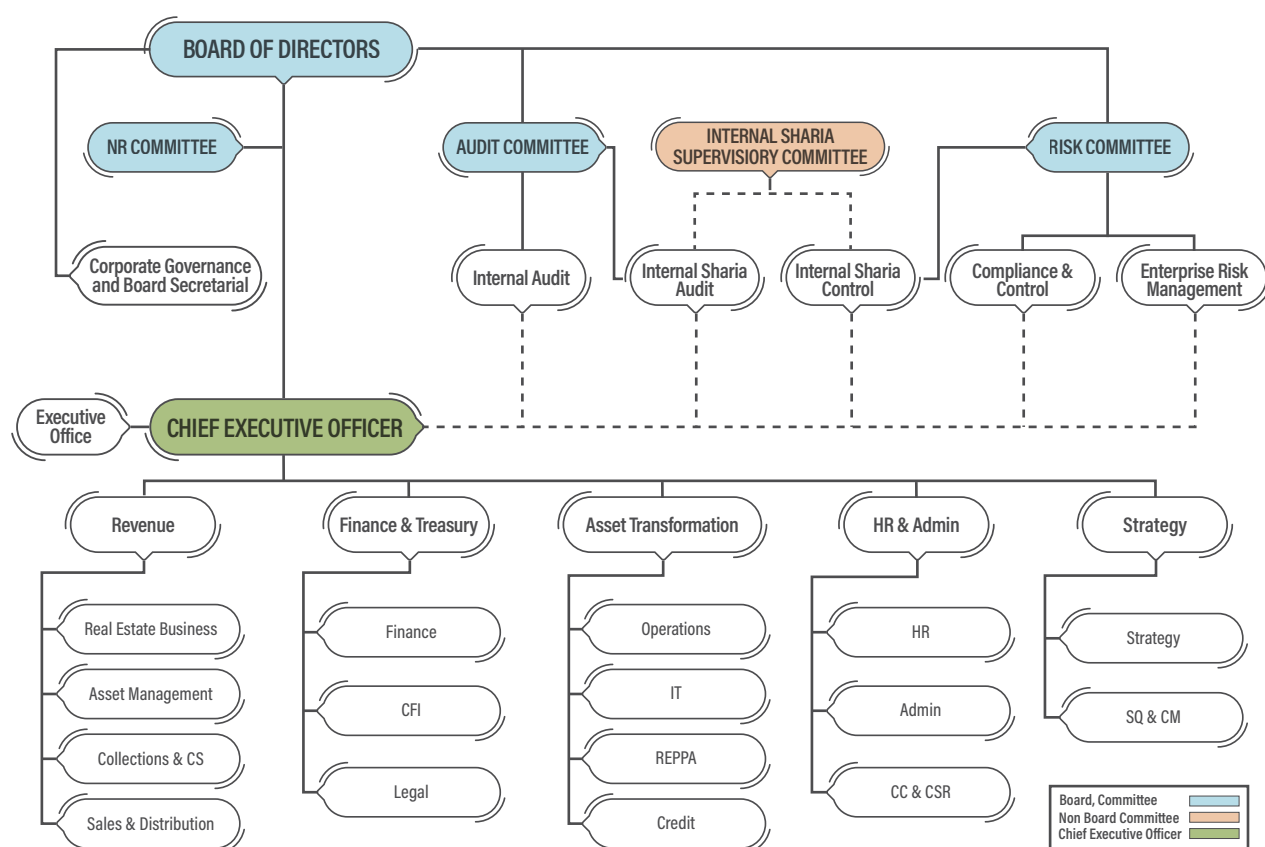 BOARD OF DIRECTORS
NR COMMITTEE
AUDIT COMMITTEE
INTERNAL SHARIA
SUPERVISIORY COMMITTEE
RISK COMMITTEE
Corporate Governance
and Board Secretarial
Internal Audit
Internal Sharia
Audit
Internal Sharia
Control
Compliance &
Control
Enterprise Risk
Management
Executive
Office
CHIEF EXECUTIVE OFFICER
Revenue
Finance & Treasury
Asset Transformation
HR & Admin
Strategy
Real Estate Business
Asset Management
Collections & CS
Sales & Distribution
Finance
CFI
Legal
Operations
IT
REPPA
Credit
HR
Admin
CC & CSR
Strategy
SQ & CM
Board, Committee
Non Board Committee
Chief Executive Officer